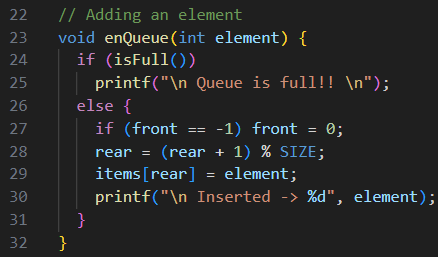 22 // Adding an element
23 void enQueue(int element) {
24   if (isFull())
25     printf("\n Queue is full!! \n");
26   else {
27     if (front == -1) front = 0;
28     rear = (rear + 1) % SIZE;
29     items[rear] = element;
30     printf("\n Inserted -> %d", element);
31   }
32 }